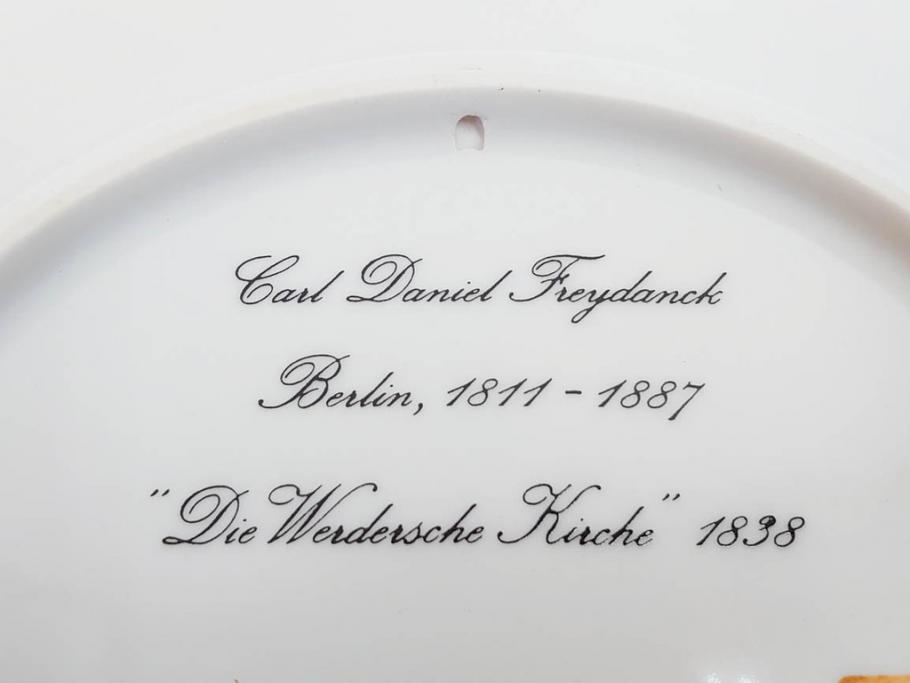 Carl Daniel Freydanck
Berlin, 1811 - 1887
"Die Werdersche Kirche" 1838